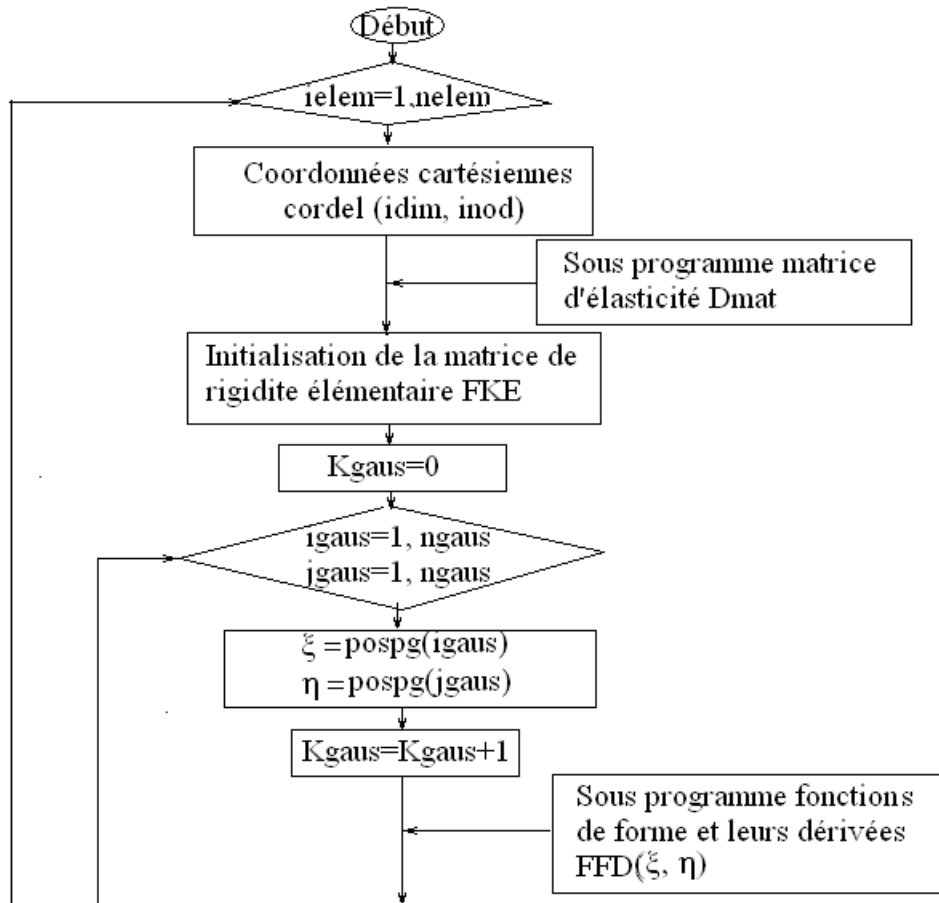 Début
ielem=1,nelem
Coordonnées cartésiennes
cordel (idim, inod)
Sous programme matrice
d'élasticité Dmat
Initialisation de la matrice de
rigidite élémentaire FKE
Kgaus=0
igaus=1, ngaus
jgaus=1, ngaus
ξ =pospg(igaus)
η =pospg(jgaus)
Kgaus=Kgaus+1
Sous programme fonctions
de forme et leurs dérivées
FFD(ξ, η)